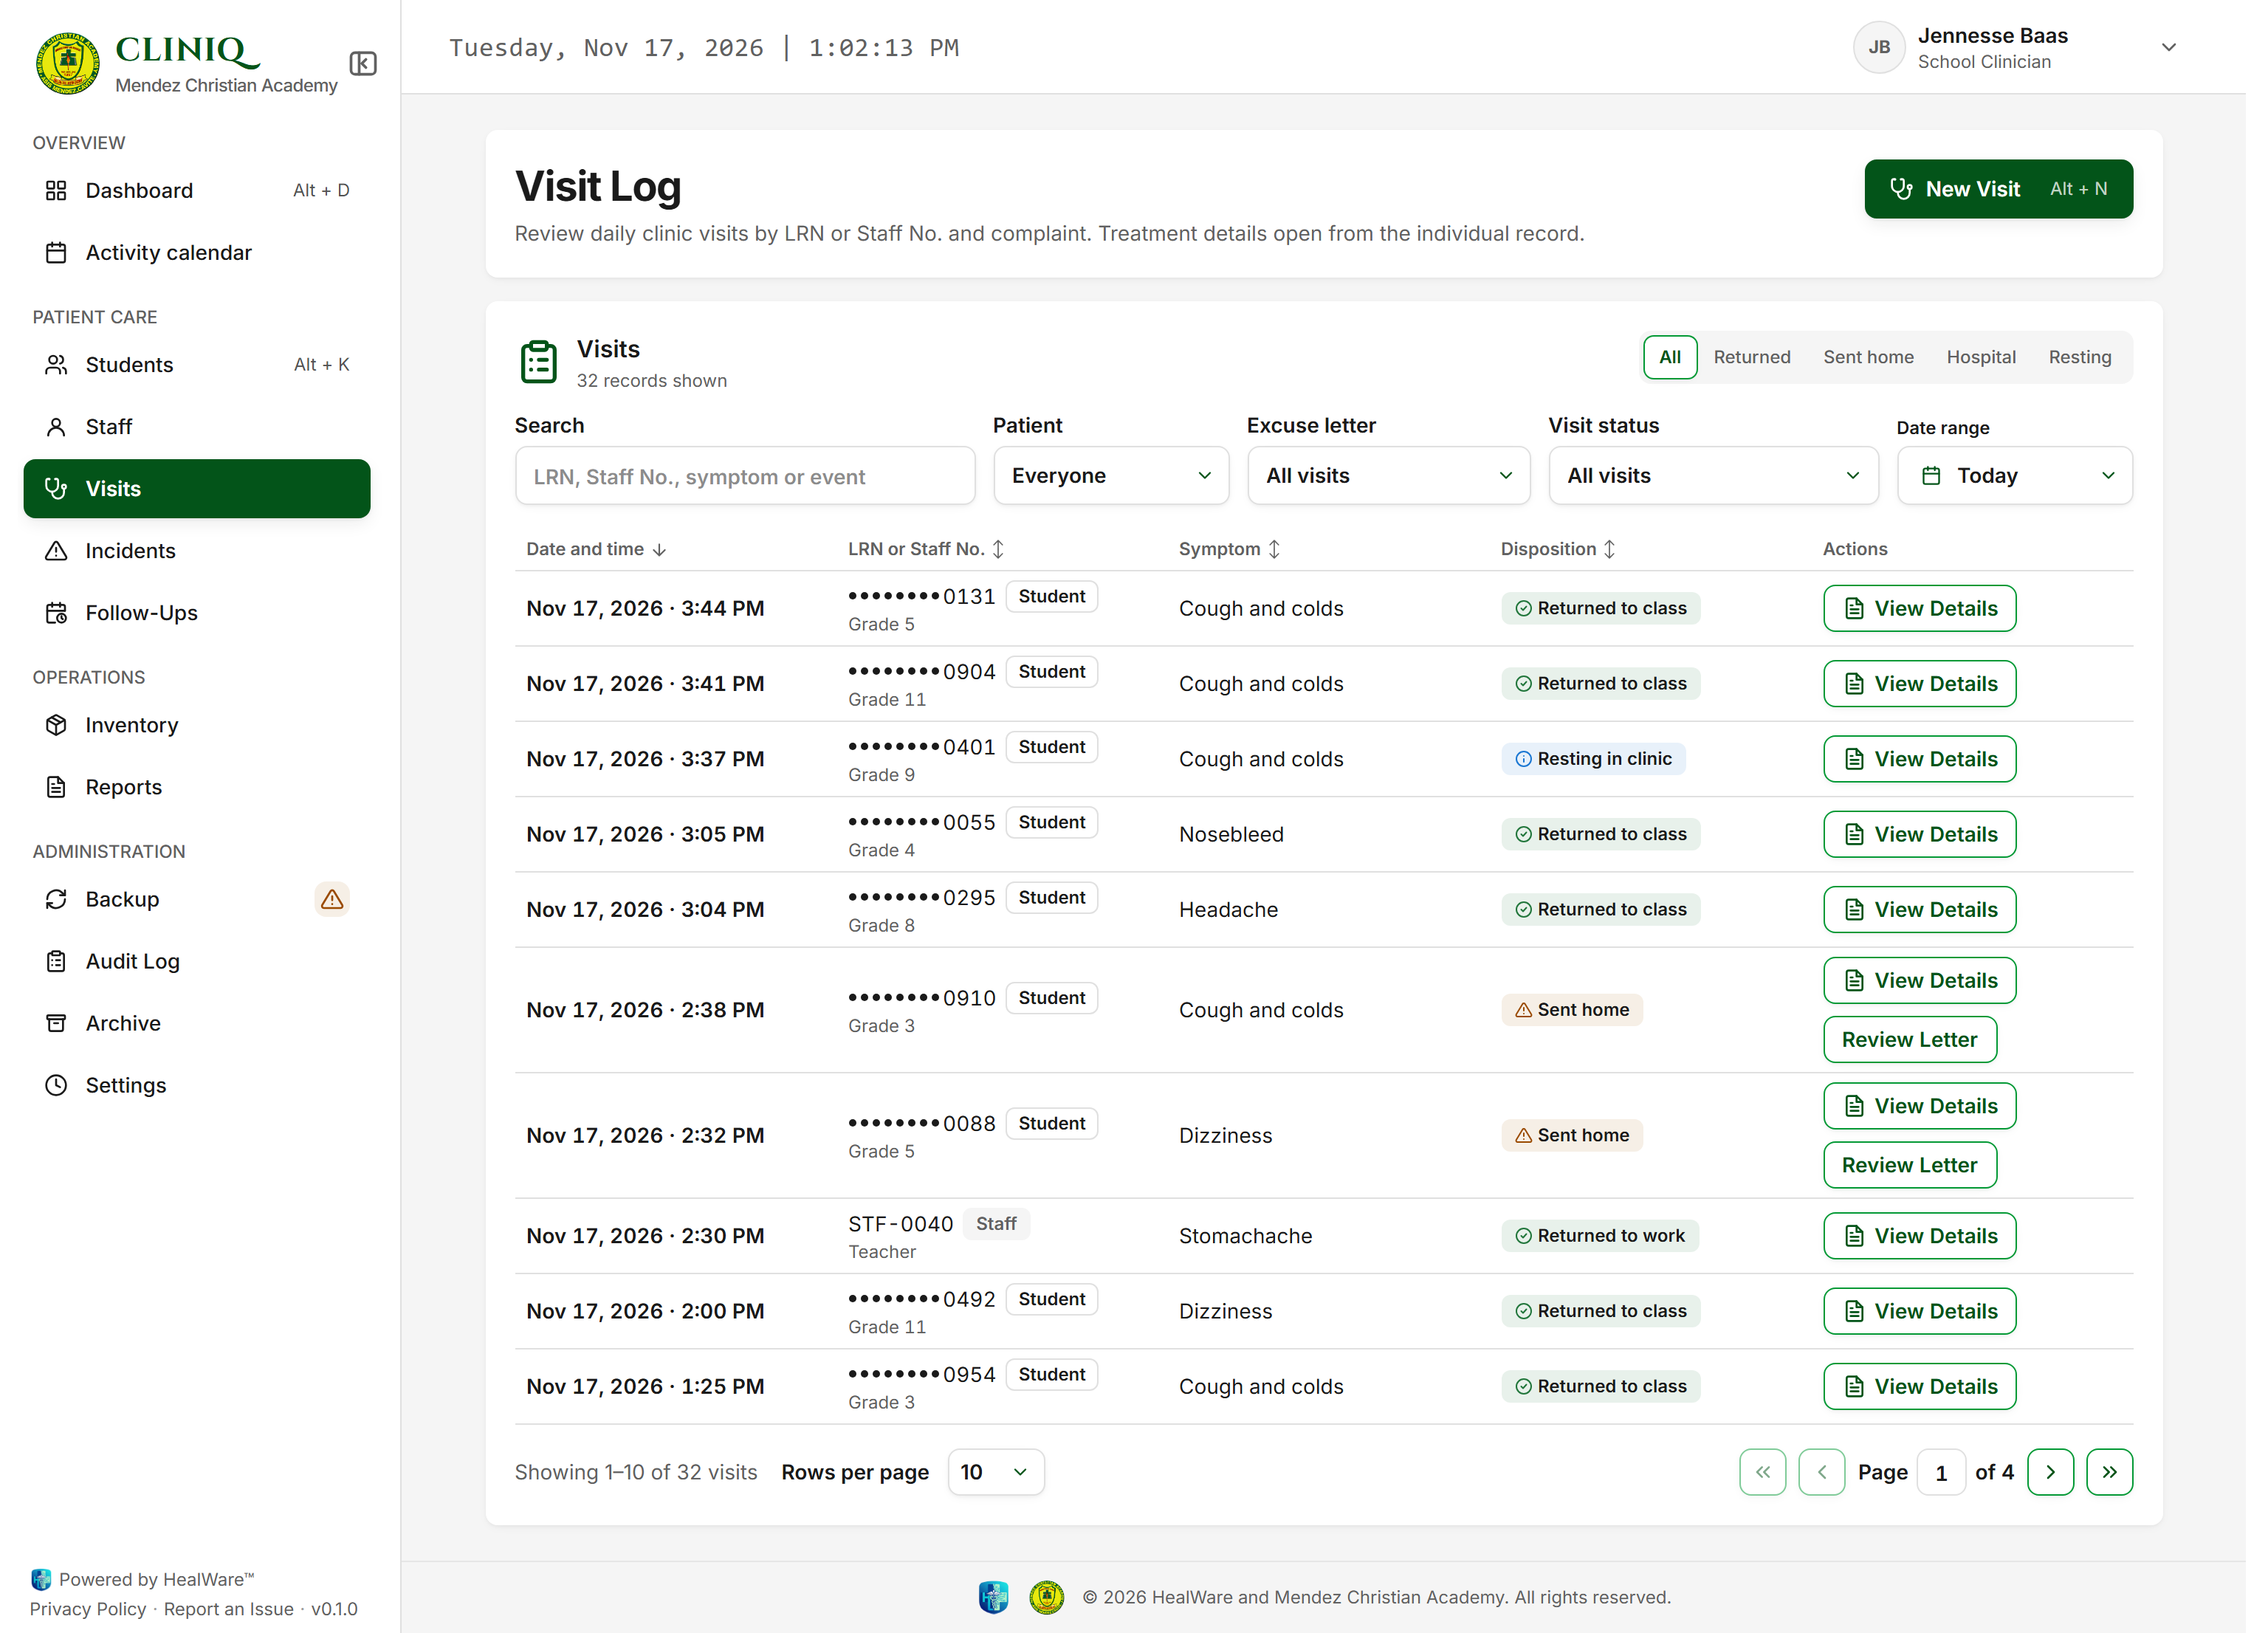 CLINIQ
Mendez Christian Academy
Tuesday, Nov 17, 2026 | 1:02:13 PM
JB
Jennesse Baas
School Clinician
OVERVIEW
Dashboard Alt + D
Activity calendar
PATIENT CARE
Students Alt + K
Staff
Visits
Incidents
Follow-Ups
OPERATIONS
Inventory
Reports
ADMINISTRATION
Backup
Audit Log
Archive
Settings
Powered by HealWare™
Privacy Policy · Report an Issue · v0.1.0
Visit Log
Review daily clinic visits by LRN or Staff No. and complaint. Treatment details open from the individual record.
New Visit Alt + N
Visits
32 records shown
All Returned Sent home Hospital Resting
Search Patient Excuse letter Visit status Date range
LRN, Staff No., symptom or event Everyone All visits All visits Today
Date and time LRN or Staff No. Symptom Disposition Actions
Nov 17, 2026 · 3:44 PM ••••••••0131 Student Cough and colds Returned to class View Details
Grade 5
Nov 17, 2026 · 3:41 PM ••••••••0904 Student Cough and colds Returned to class View Details
Grade 11
Nov 17, 2026 · 3:37 PM ••••••••0401 Student Cough and colds Resting in clinic View Details
Grade 9
Nov 17, 2026 · 3:05 PM ••••••••0055 Student Nosebleed Returned to class View Details
Grade 4
Nov 17, 2026 · 3:04 PM ••••••••0295 Student Headache Returned to class View Details
Grade 8
Nov 17, 2026 · 2:38 PM ••••••••0910 Student Cough and colds Sent home View Details
Grade 3 Review Letter
Nov 17, 2026 · 2:32 PM ••••••••0088 Student Dizziness Sent home View Details
Grade 5 Review Letter
Nov 17, 2026 · 2:30 PM STF-0040 Staff Stomachache Returned to work View Details
Teacher
Nov 17, 2026 · 2:00 PM ••••••••0492 Student Dizziness Returned to class View Details
Grade 11
Nov 17, 2026 · 1:25 PM ••••••••0954 Student Cough and colds Returned to class View Details
Grade 3
Showing 1–10 of 32 visits Rows per page 10 Page 1 of 4
© 2026 HealWare and Mendez Christian Academy. All rights reserved.